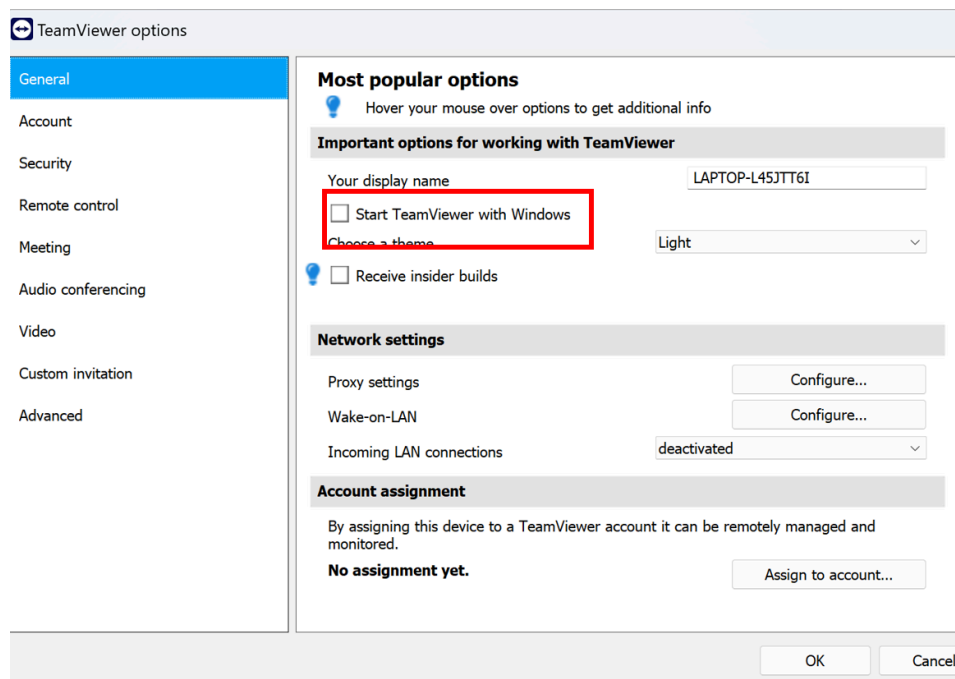 TeamViewer options
General
Account
Security
Remote control
Meeting
Audio conferencing
Video
Custom invitation
Advanced
Most popular options
Hover your mouse over options to get additional info
Important options for working with TeamViewer
Your display name
LAPTOP-L45JTT6I
Start TeamViewer with Windows
Choose a theme
Light
Receive insider builds
Network settings
Proxy settings
Configure...
Wake-on-LAN
Configure...
Incoming LAN connections
deactivated
Account assignment
By assigning this device to a TeamViewer account it can be remotely managed and
monitored.
No assignment yet.
Assign to account...
OK
Cancel